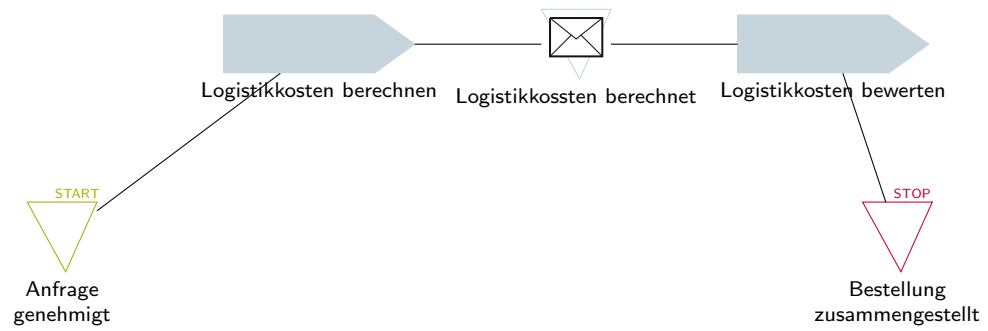 Logistikkosten berechnen
Logistikkossten berechnet
Logistikkosten bewerten
START
STOP
Anfrage
genehmigt
Bestellung
zusammengestellt